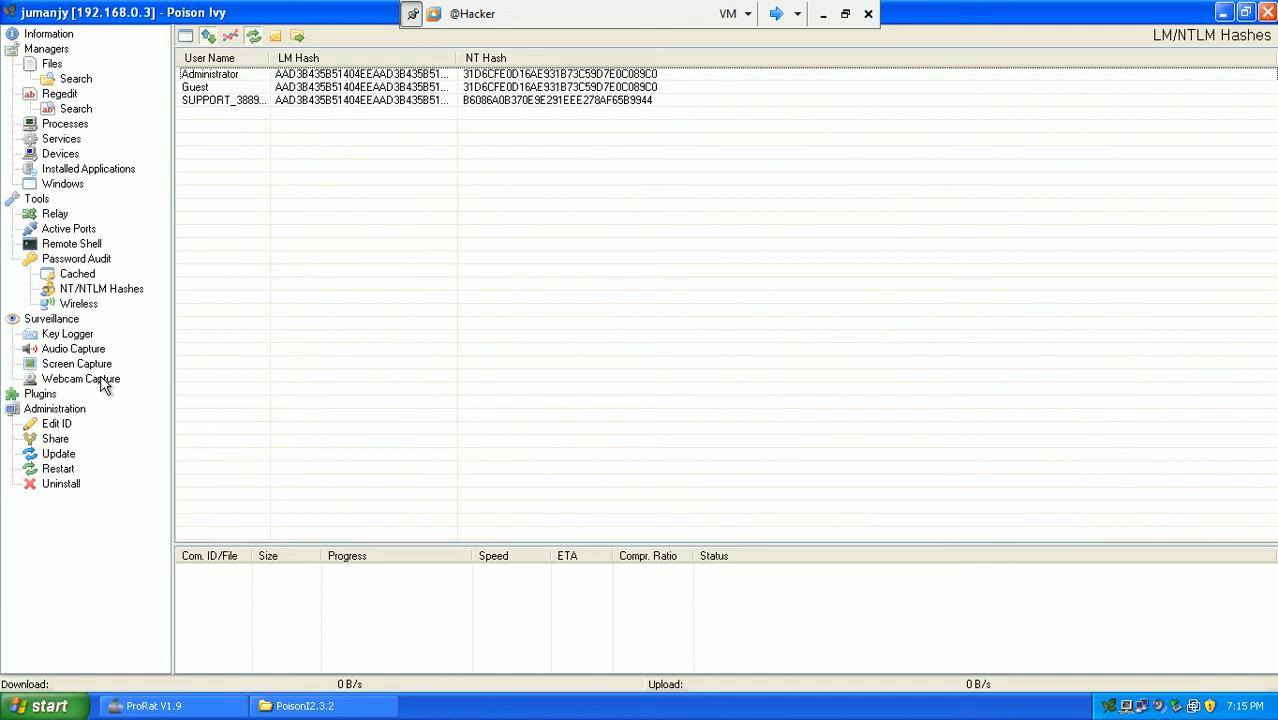 jumanjy [192.168.0.3] - Poison Ivy
@Hacker
VM
LM/NTLM Hashes
Information
Managers
Files
Search
Regedit
Search
Processes
Services
Devices
Installed Applications
Windows
Tools
Relay
Active Ports
Remote Shell
Password Audit
Cached
NT/NTLM Hashes
Wireless
Surveillance
Key Logger
Audio Capture
Screen Capture
Webcam Capture
Plugins
Administration
Edit ID
Share
Update
Restart
Uninstall
User Name LM Hash NT Hash
Administrator AAD3B435B51404EEAAD3B435B51... 31D6CFE0D16AE931B73C59D7E0C089C0
Guest AAD3B435B51404EEAAD3B435B51... 31D6CFE0D16AE931B73C59D7E0C089C0
SUPPORT_3889... AAD3B435B51404EEAAD3B435B51... B6086A0B370E9E291EEE278AF65B9944
Com. ID/File Size Progress Speed ETA Compr. Ratio Status
Download: 0 B/s Upload: 0 B/s
start ProRat V1.9 PoisonI2.3.2 7:15 PM